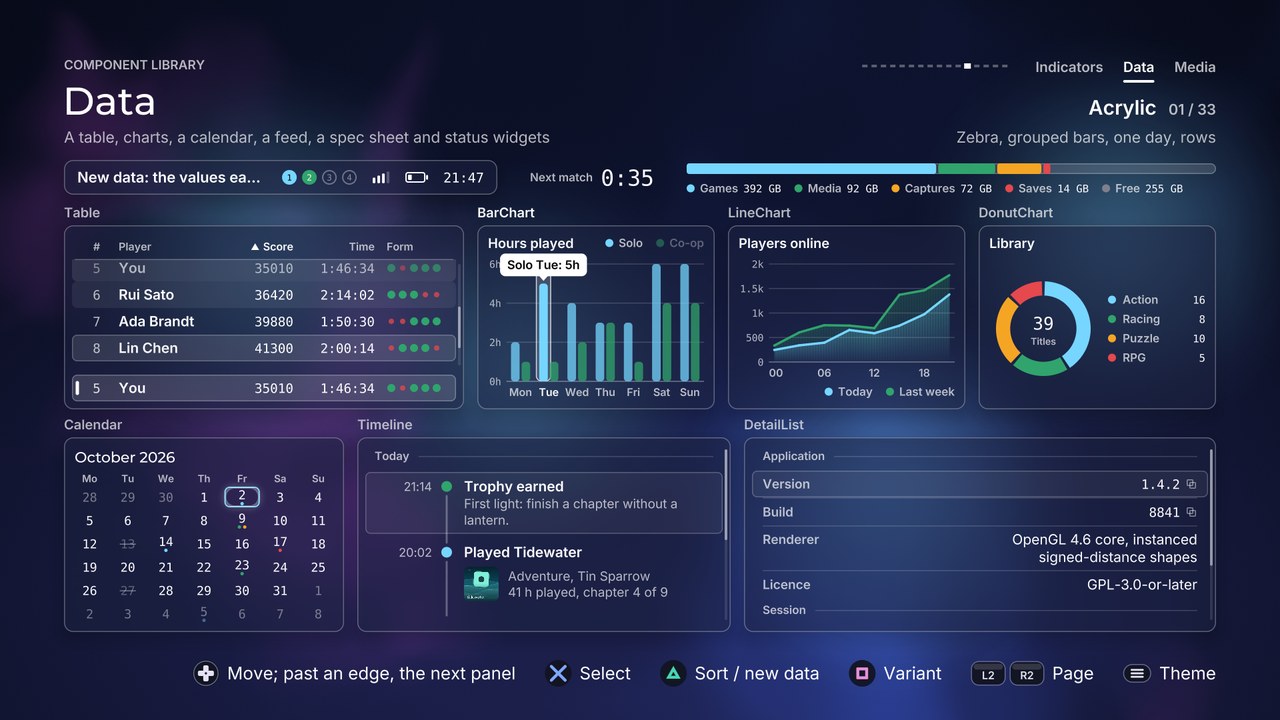 COMPONENT LIBRARY
Indicators Data Media
Data
Acrylic 01 / 33
A table, charts, a calendar, a feed, a spec sheet and status widgets
Zebra, grouped bars, one day, rows
New data: the values ea... 1 2 3 4 21:47
Next match 0:35
Games 392 GB Media 92 GB Captures 72 GB Saves 14 GB Free 255 GB
Table
# Player ▲ Score Time Form
5 You 35010 1:46:34
6 Rui Sato 36420 2:14:02
7 Ada Brandt 39880 1:50:30
8 Lin Chen 41300 2:00:14
5 You 35010 1:46:34
BarChart
Hours played Solo Co-op
Solo Tue: 5h
6h
4h
2h
0h
Mon Tue Wed Thu Fri Sat Sun
LineChart
Players online
2k
1.5k
1k
500
0
00 06 12 18
Today Last week
DonutChart
Library
39
Titles
Action 16
Racing 8
Puzzle 10
RPG 5
Calendar
October 2026
Mo Tu We Th Fr Sa Su
28 29 30 1 2 3 4
5 6 7 8 9 10 11
12 13 14 15 16 17 18
19 20 21 22 23 24 25
26 27 28 29 30 31 1
2 3 4 5 6 7 8
Timeline
Today
21:14 Trophy earned
First light: finish a chapter without a
lantern.
20:02 Played Tidewater
Adventure, Tin Sparrow
41 h played, chapter 4 of 9
DetailList
Application
Version 1.4.2
Build 8841
Renderer OpenGL 4.6 core, instanced
signed-distance shapes
Licence GPL-3.0-or-later
Session
Move; past an edge, the next panel Select Sort / new data Variant L2 R2 Page Theme